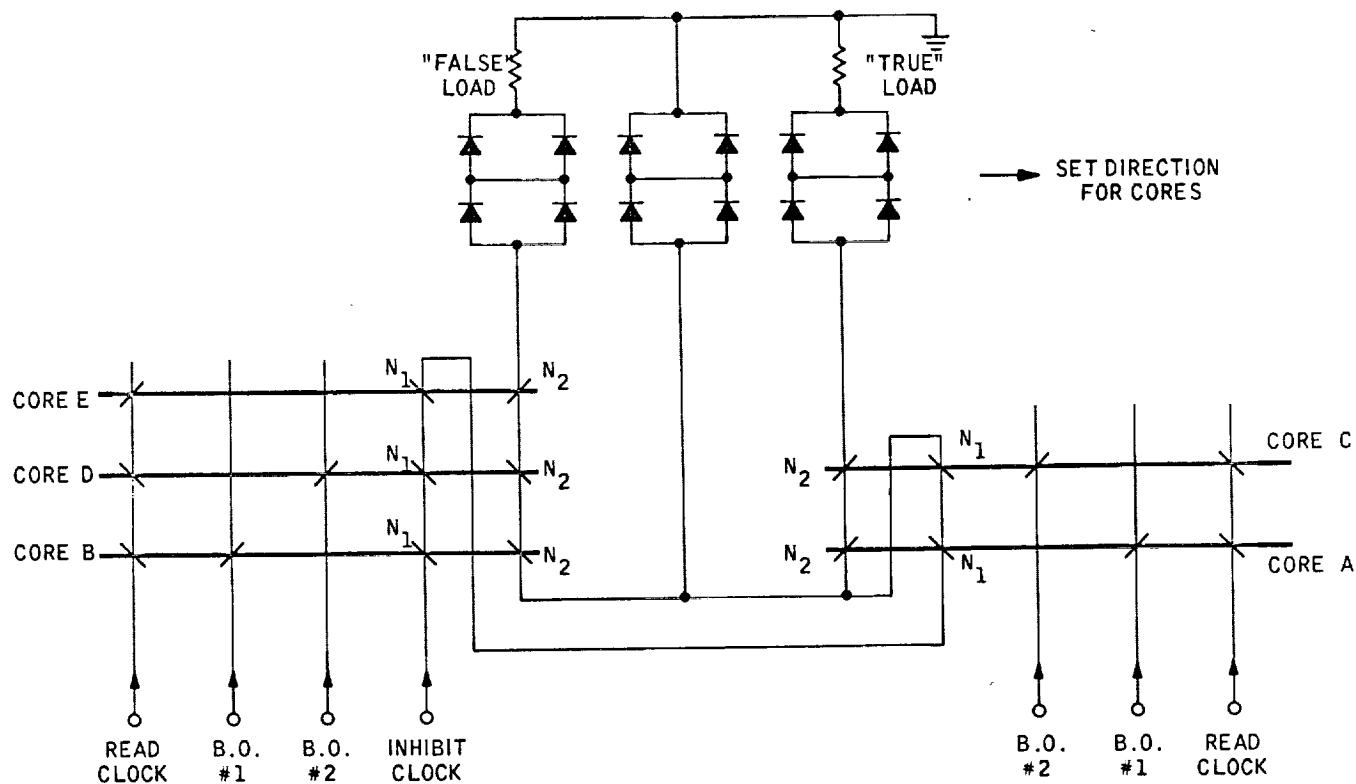 "FALSE"
LOAD
"TRUE"
LOAD
SET DIRECTION
FOR CORES
N1
N2
CORE E
N1
N2
CORE D
N1
N2
CORE B
N2
N1
CORE C
N2
N1
CORE A
READ
CLOCK
B.O.
#1
B.O.
#2
INHIBIT
CLOCK
B.O.
#2
B.O.
#1
READ
CLOCK